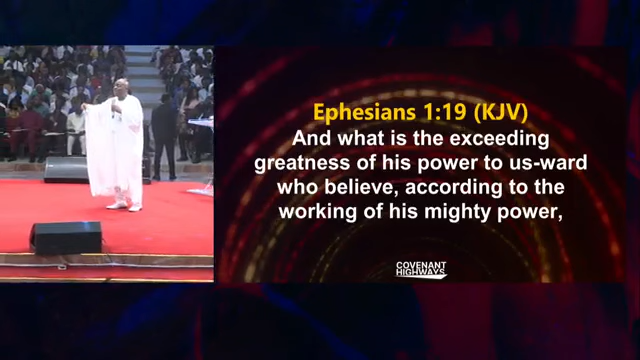 Ephesians 1:19 (KJV)
And what is the exceeding
greatness of his power to us-ward
who believe, according to the
working of his mighty power,
COVENANT
HIGHWAYS